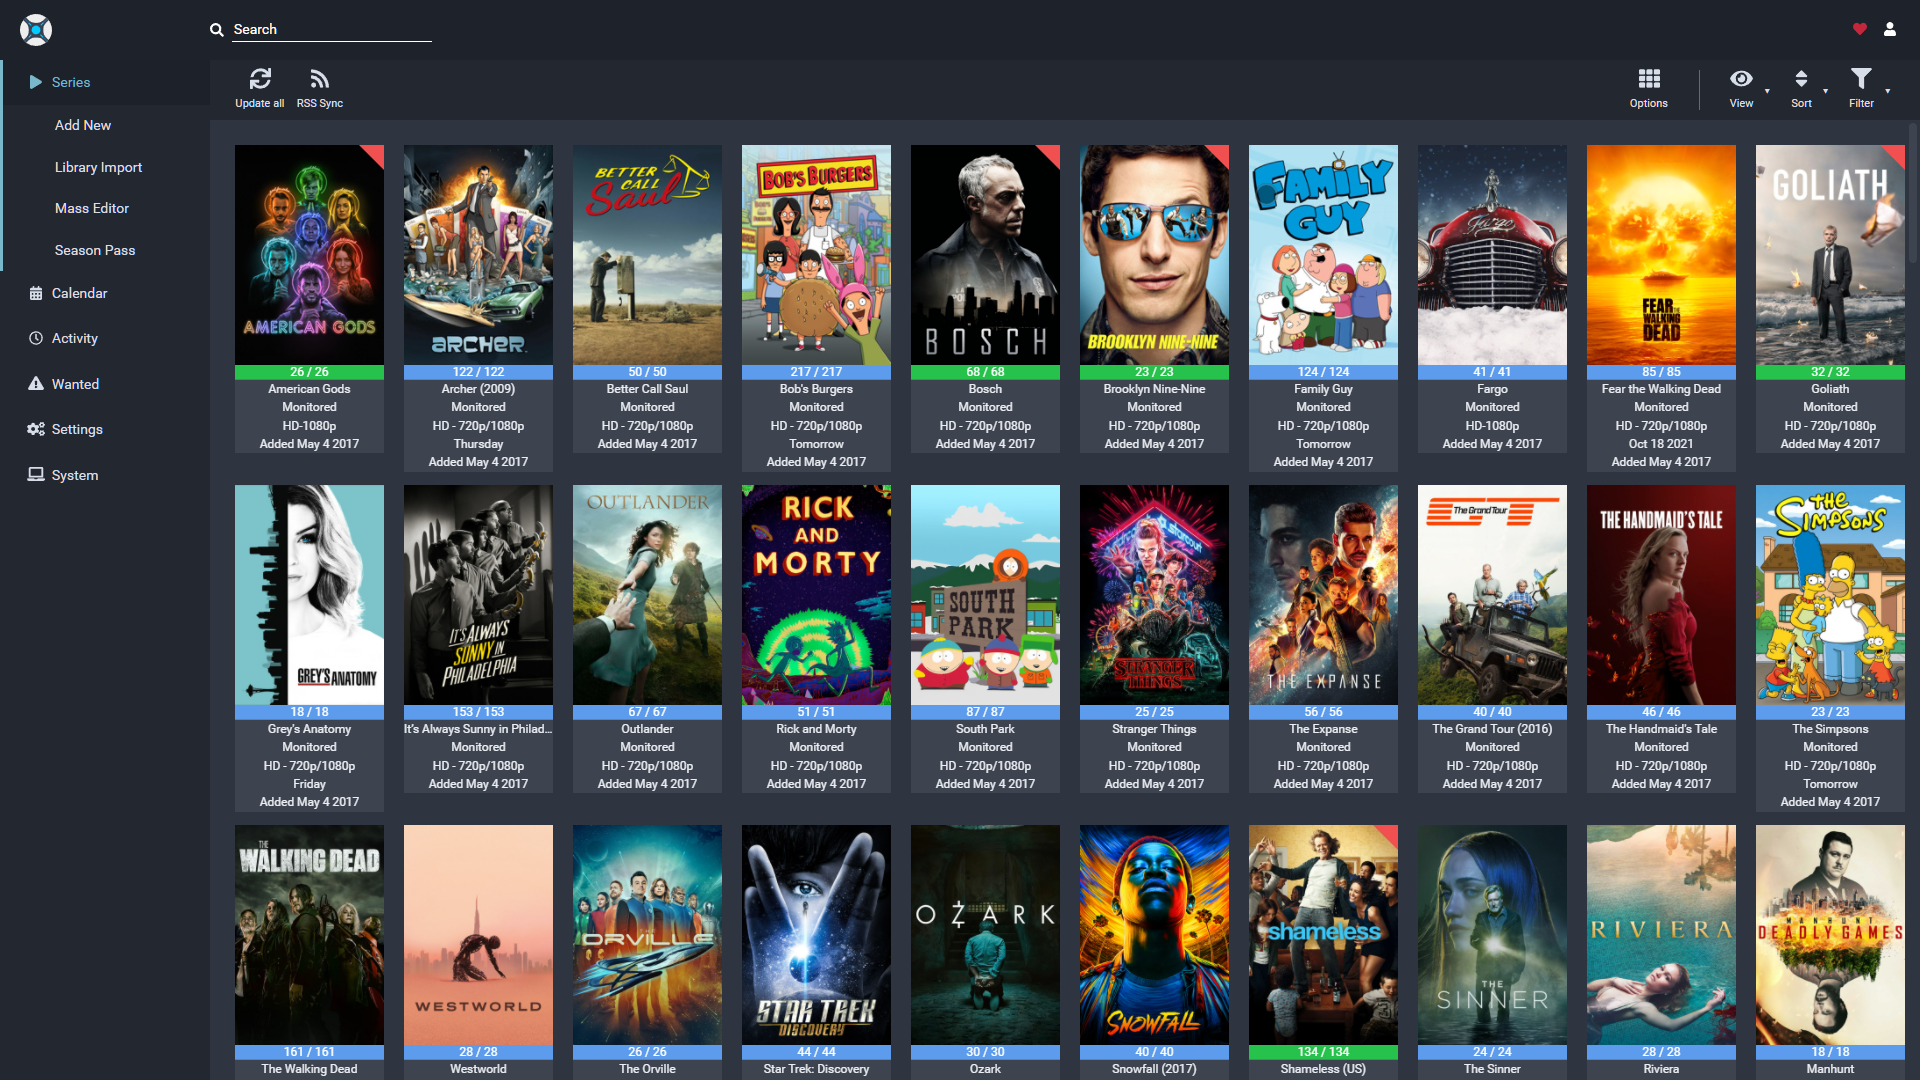 Search
Series
Add New
Library Import
Mass Editor
Season Pass
Calendar
Activity
Wanted
Settings
System
Update all
RSS Sync
Options
View
Sort
Filter
AMERICAN GODS
26 / 26
American Gods
Monitored
HD-1080p
Added May 4 2017
ARCHER
122 / 122
Archer (2009)
Monitored
HD - 720p/1080p
Thursday
Added May 4 2017
BETTER
CALL
Saul
50 / 50
Better Call Saul
Monitored
HD - 720p/1080p
Added May 4 2017
BOB'S BURGERS
217 / 217
Bob's Burgers
Monitored
HD - 720p/1080p
Tomorrow
Added May 4 2017
BOSCH
68 / 68
Bosch
Monitored
HD - 720p/1080p
Added May 4 2017
BROOKLYN NINE-NINE
23 / 23
Brooklyn Nine-Nine
Monitored
HD - 720p/1080p
Added May 4 2017
FAMILY
GUY
124 / 124
Family Guy
Monitored
HD - 720p/1080p
Tomorrow
Added May 4 2017
Fargo
41 / 41
Fargo
Monitored
HD-1080p
Added May 4 2017
FEAR THE
WALKING
DEAD
85 / 85
Fear the Walking Dead
Monitored
HD - 720p/1080p
Oct 18 2021
Added May 4 2017
GOLIATH
32 / 32
Goliath
Monitored
HD - 720p/1080p
Added May 4 2017
GREY'S ANATOMY
18 / 18
Grey's Anatomy
Monitored
HD - 720p/1080p
Friday
Added May 4 2017
IT'S ALWAYS
SUNNY IN
PHILADELPHIA
153 / 153
It's Always Sunny in Philad...
Monitored
HD - 720p/1080p
Added May 4 2017
OUTLANDER
67 / 67
Outlander
Monitored
HD - 720p/1080p
Added May 4 2017
RICK
AND
MORTY
51 / 51
Rick and Morty
Monitored
HD - 720p/1080p
Added May 4 2017
SOUTH
PARK
87 / 87
South Park
Monitored
HD - 720p/1080p
Added May 4 2017
starcourt
STRANGER
THINGS
25 / 25
Stranger Things
Monitored
HD - 720p/1080p
Added May 4 2017
THE EXPANSE
56 / 56
The Expanse
Monitored
HD - 720p/1080p
Added May 4 2017
The Grand Tour
40 / 40
The Grand Tour (2016)
Monitored
HD - 720p/1080p
Added May 4 2017
THE HANDMAID'S TALE
46 / 46
The Handmaid's Tale
Monitored
HD - 720p/1080p
Added May 4 2017
THE
SIMPSONS
23 / 23
The Simpsons
Monitored
HD - 720p/1080p
Tomorrow
Added May 4 2017
THE
WALKING DEAD
161 / 161
The Walking Dead
WESTWORLD
28 / 28
Westworld
THE
ORVILLE
26 / 26
The Orville
STAR TREK
DISCOVERY
44 / 44
Star Trek: Discovery
OZARK
30 / 30
Ozark
SNOWFALL
40 / 40
Snowfall (2017)
shameless
134 / 134
Shameless (US)
THE
SINNER
24 / 24
The Sinner
RIVIERA
28 / 28
Riviera
MANHUNT
DEADLY GAMES
18 / 18
Manhunt